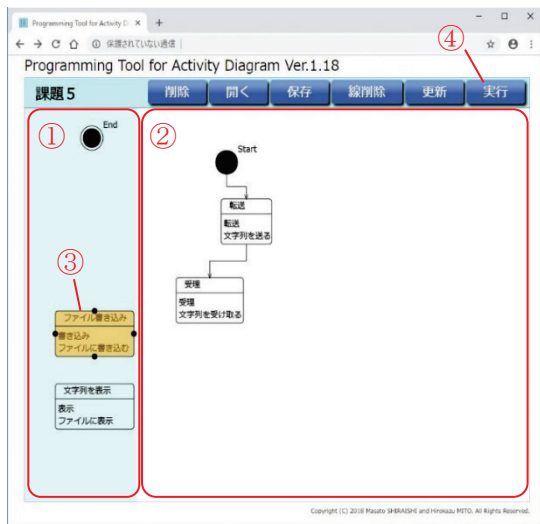 Programming Tool for Activity D
保護されていない通信
④
Programming Tool for Activity Diagram Ver.1.18
課題5
削除 開く 保存 線削除 更新 実行
①
End
②
Start
転送
転送
文字列を送る
受理
受理
文字列を受け取る
③
ファイル書き込み
書き込み
ファイルに書き込む
文字列を表示
表示
ファイルに表示
Copyright (C) 2018 Masato SHIRAISHI and Hirokazu MITO. All Rights Reserved.